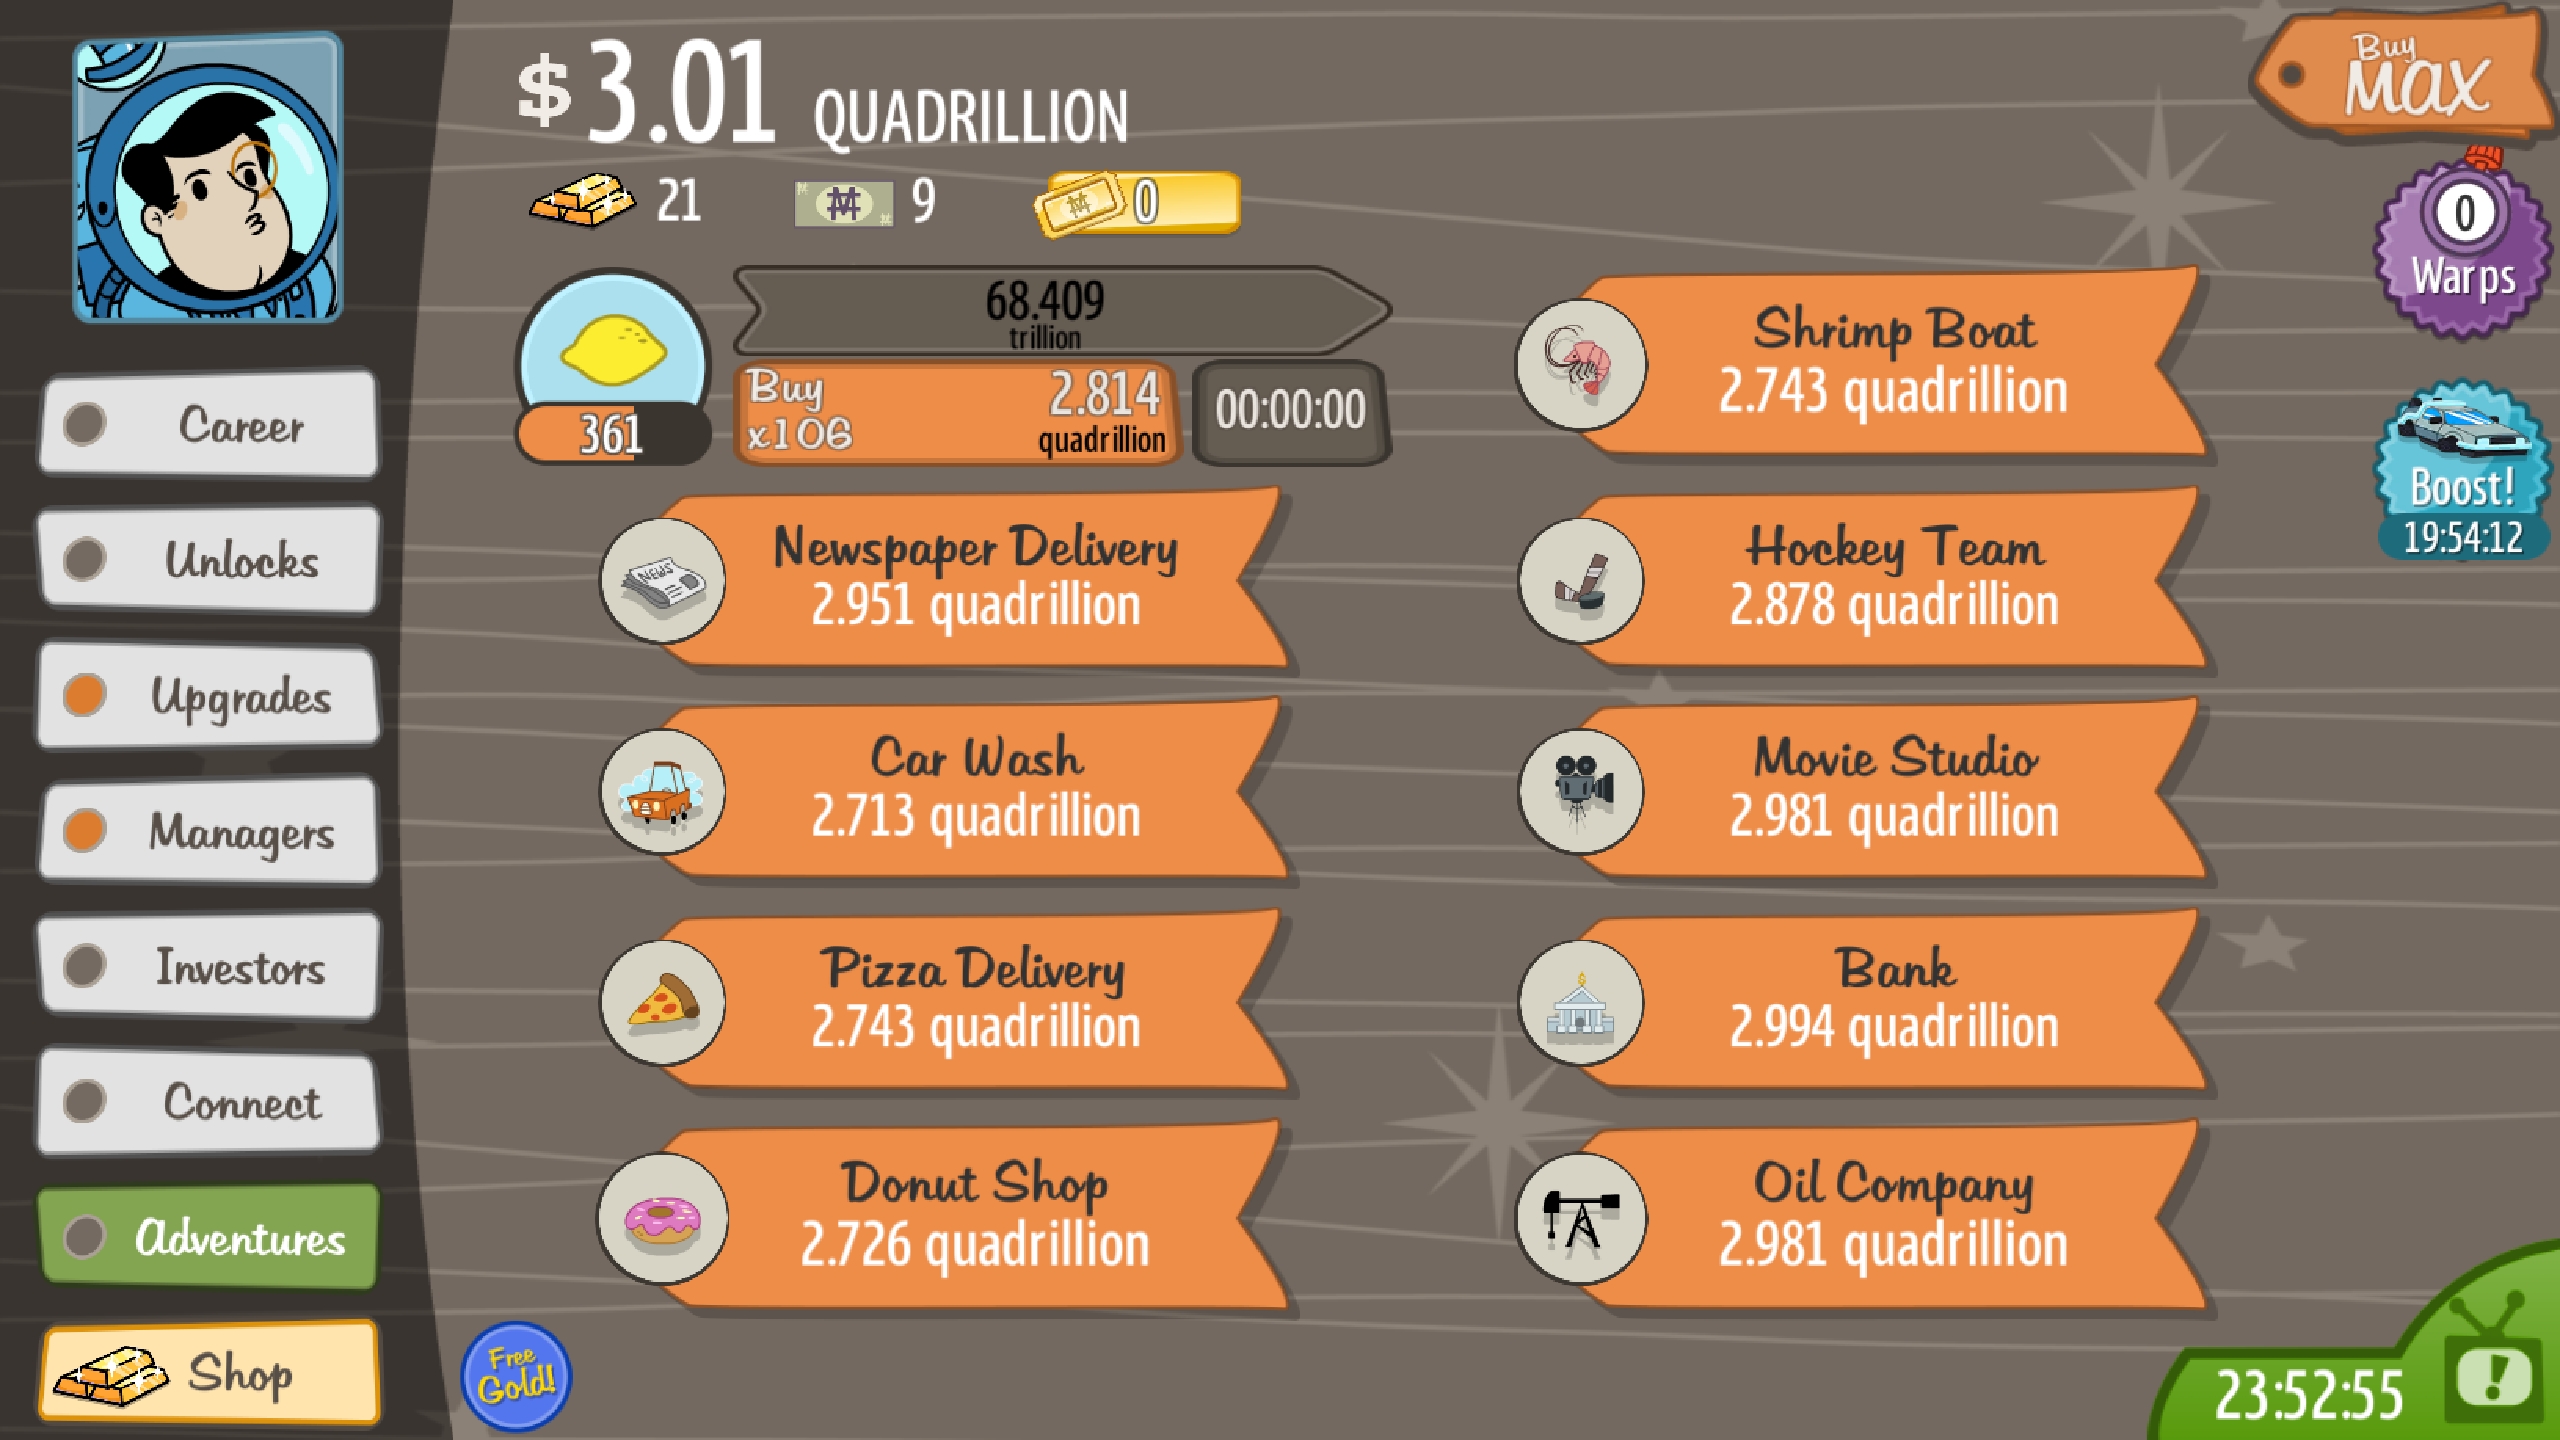 $ 3.01 QUADRILLION
Buy
MAX
21
9
0
0
Warps
Boost!
19:54:12
Career
Unlocks
Upgrades
Managers
Investors
Connect
Adventures
Shop
68.409
trillion
361
Buy
x106
2.814
quadrillion
00:00:00
Newspaper Delivery
2.951 quadrillion
Car Wash
2.713 quadrillion
Pizza Delivery
2.743 quadrillion
Donut Shop
2.726 quadrillion
Shrimp Boat
2.743 quadrillion
Hockey Team
2.878 quadrillion
Movie Studio
2.981 quadrillion
Bank
2.994 quadrillion
Oil Company
2.981 quadrillion
NEWS
Free
Gold!
23:52:55
!